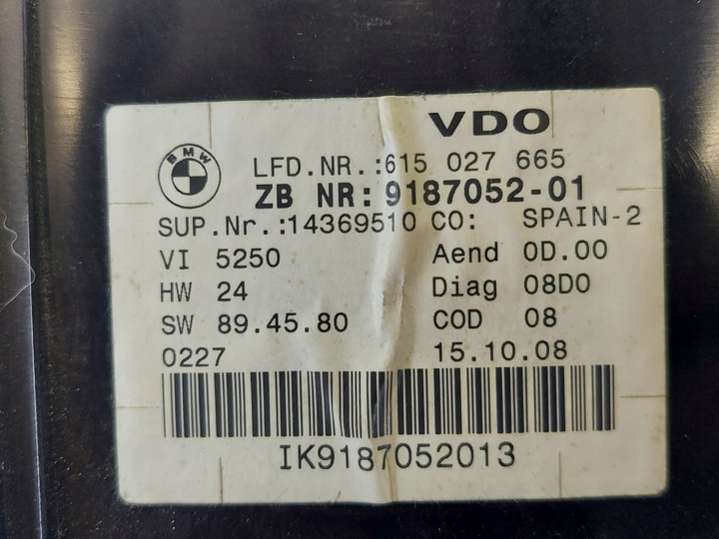 VDO
BMW
LFD.NR.:615 027 665
ZB NR:9187052-01
SUP.Nr.:14369510 CO: SPAIN-2
VI 5250 Aend 0D.00
HW 24 Diag 08D0
SW 89.45.80 COD 08
0227 15.10.08
IK9187052013